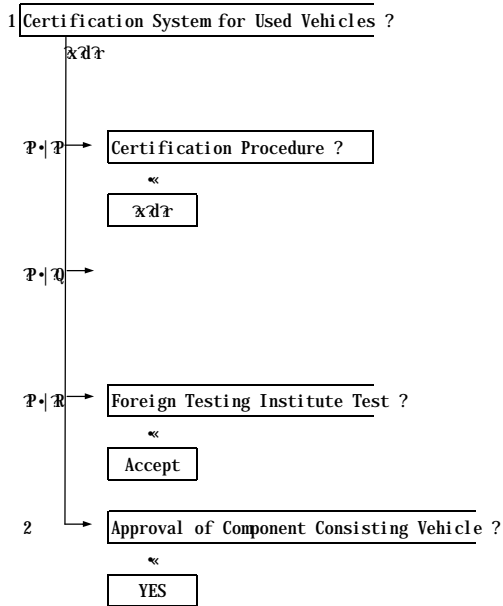 1 Certification System for Used Vehicles ?
Certification Procedure ?
Foreign Testing Institute Test ?
Accept
2 Approval of Component Consisting Vehicle ?
YES